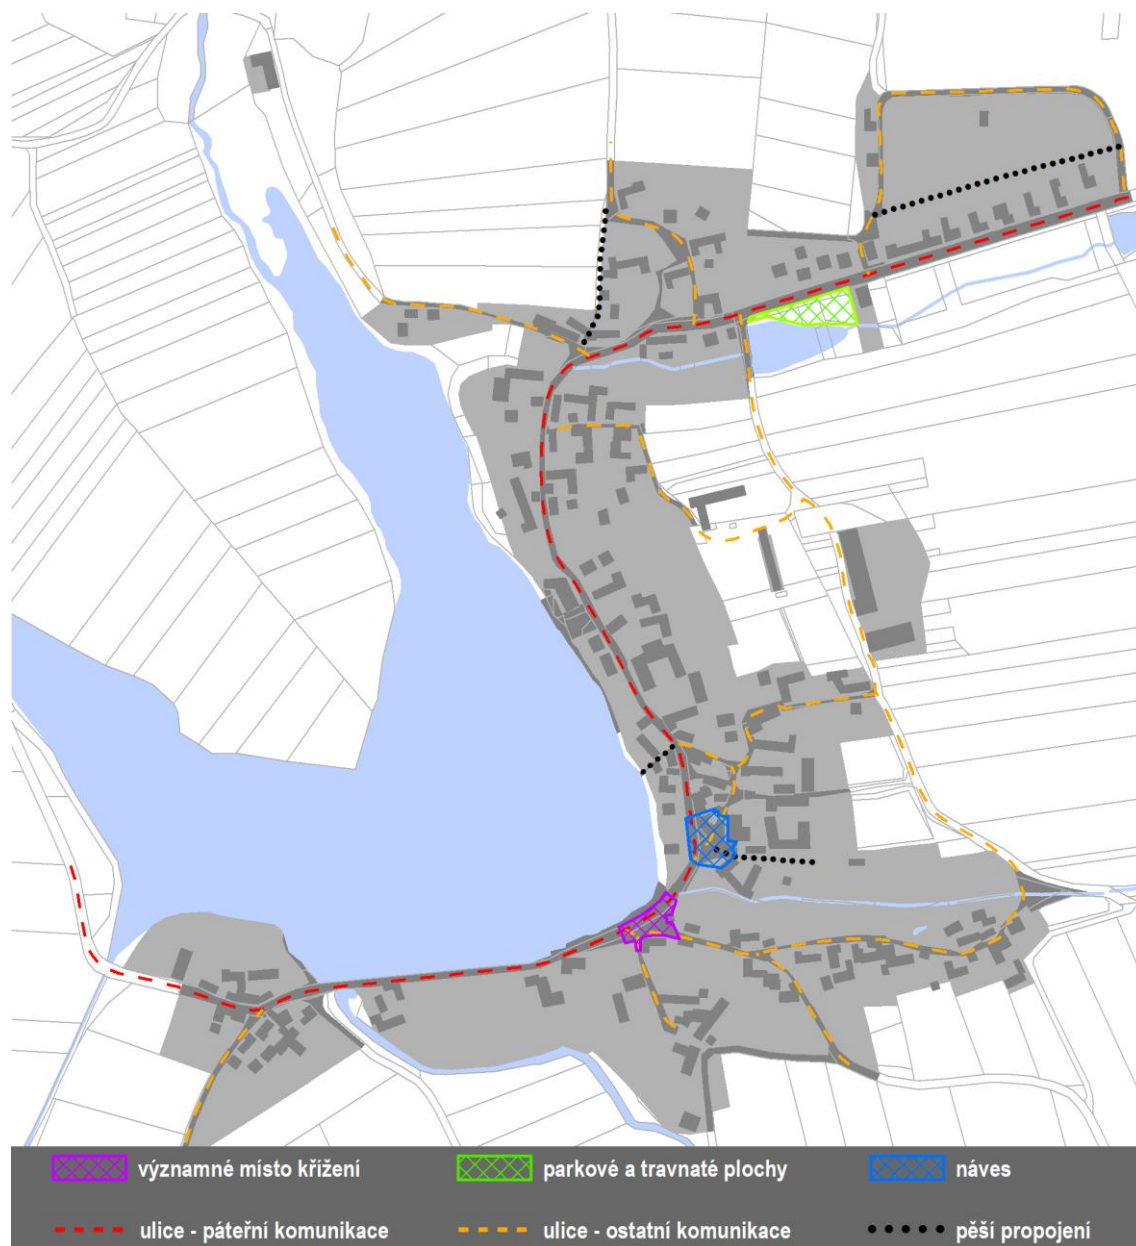 významné místo křížení parkové a travnaté plochy náves
ulice - páteřní komunikace ulice - ostatní komunikace pěší propojení